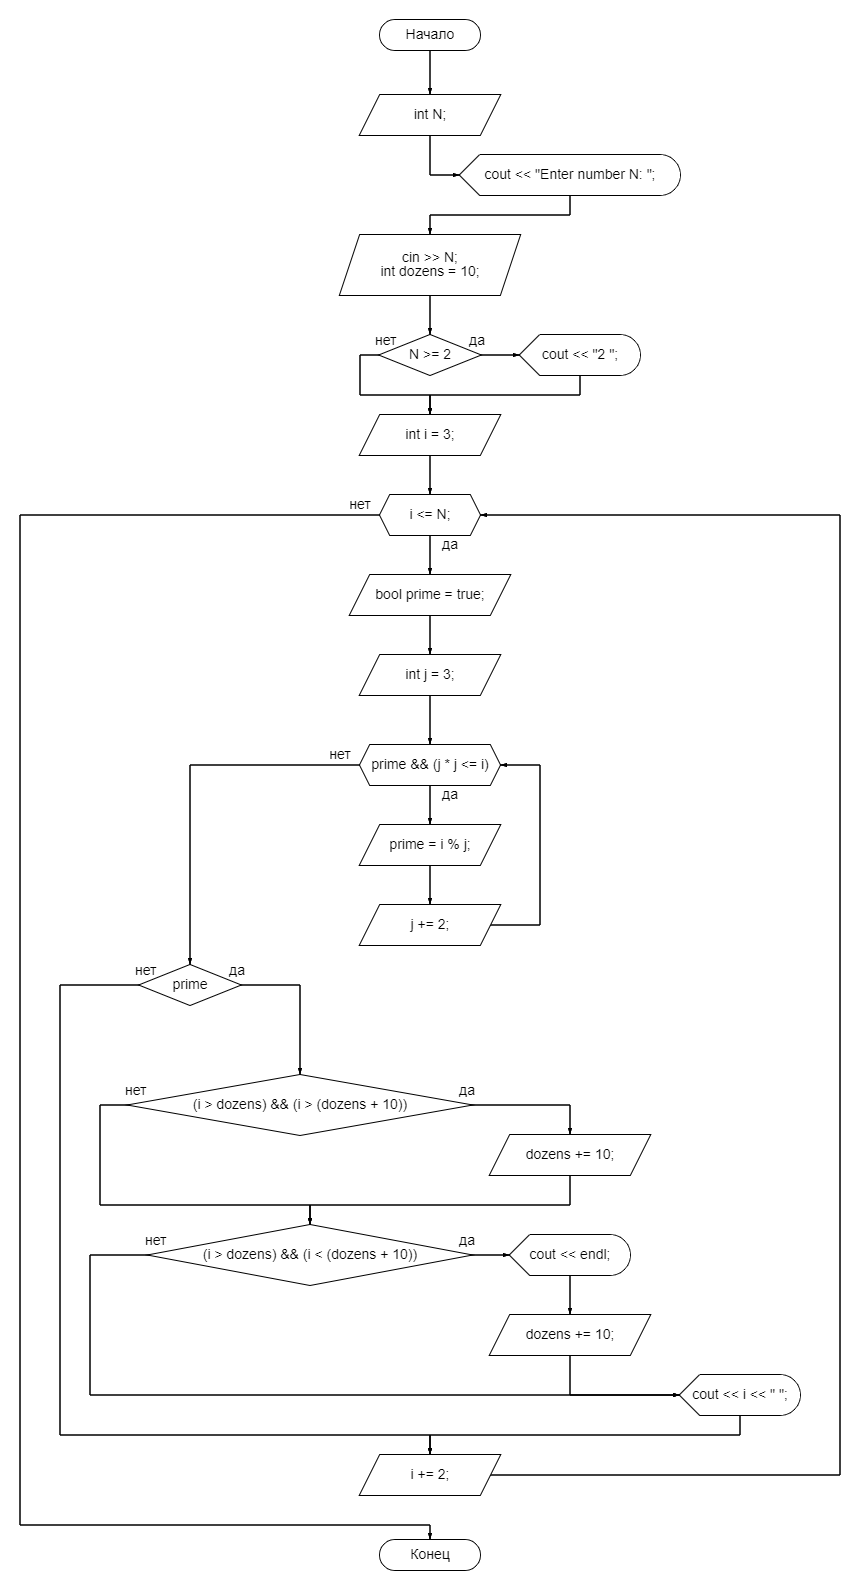 Начало
int N;
cout << "Enter number N: ";
cin >> N;
int dozens = 10;
нет
N >= 2
да
cout << "2 ";
int i = 3;
нет
i <= N;
да
bool prime = true;
int j = 3;
нет
prime && (j * j <= i)
да
prime = i % j;
j += 2;
нет
prime
да
нет
(i > dozens) && (i > (dozens + 10))
да
dozens += 10;
нет
(i > dozens) && (i < (dozens + 10))
да
cout << endl;
dozens += 10;
cout << i << " ";
i += 2;
Конец